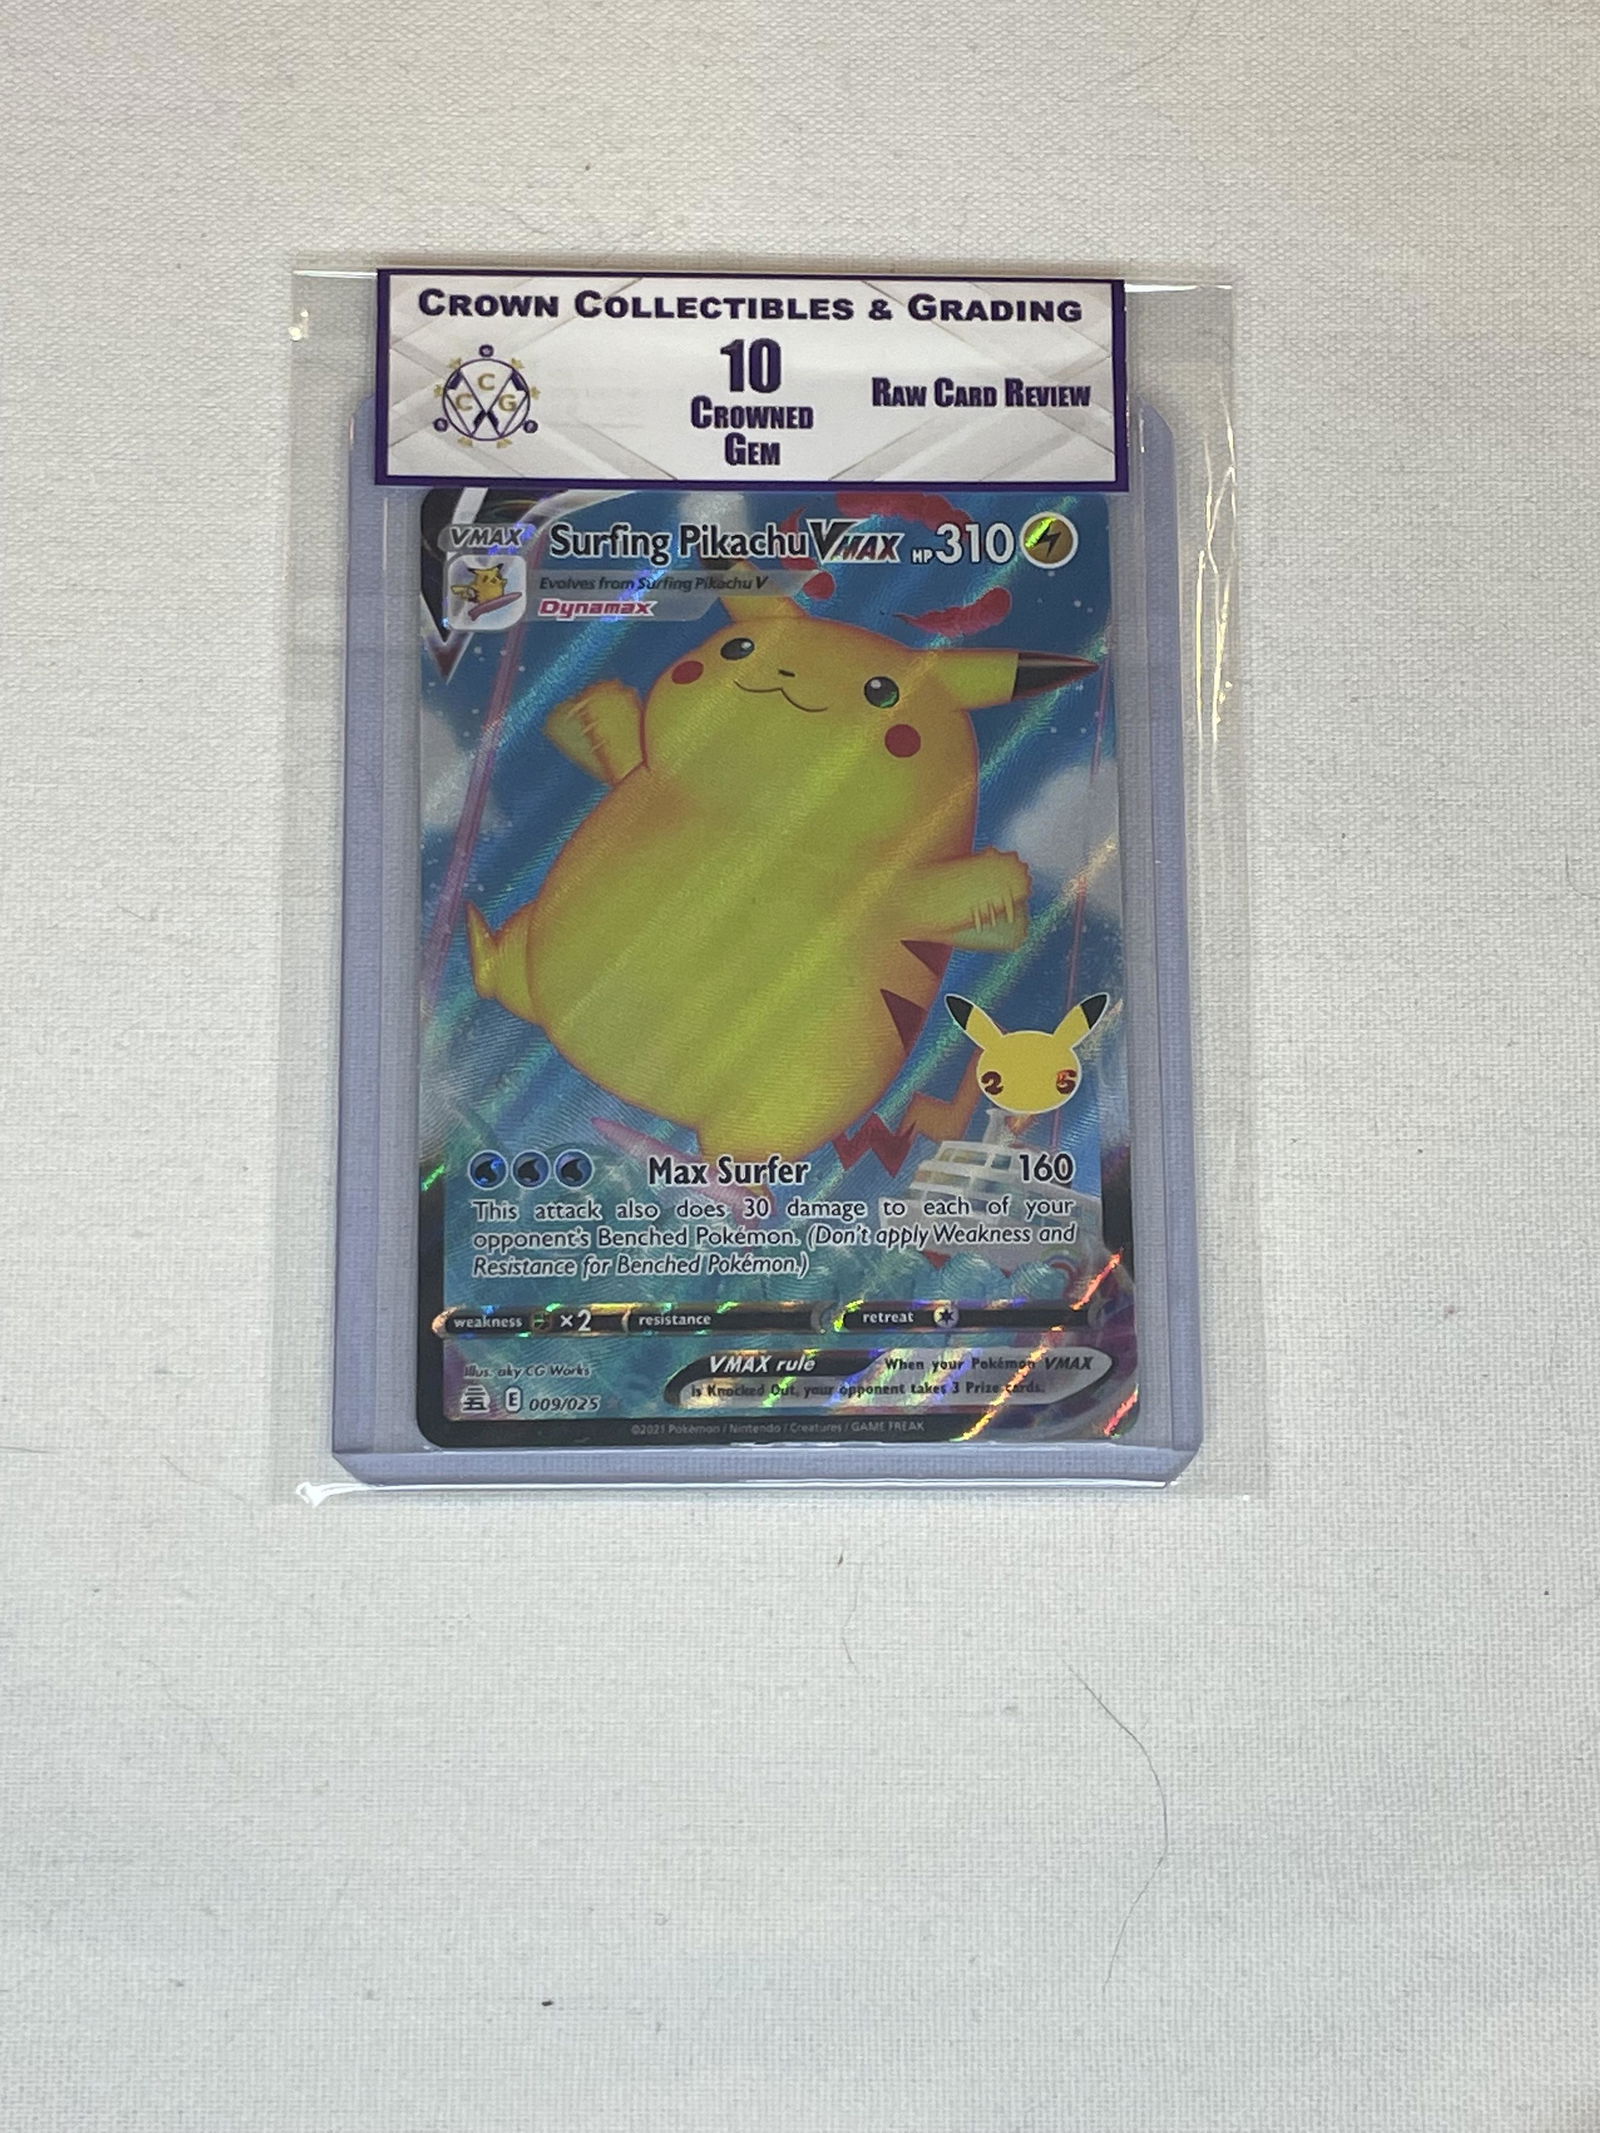 CROWN COLLECTIBLES & GRADING
C C G
10
CROWNED
GEM
RAW CARD REVIEW
VMAX
Surfing Pikachu VMAX HP 310
Evolves from Surfing Pikachu V
Dynamax
2 5
Max Surfer 160
This attack also does 30 damage to each of your
opponent's Benched Pokémon. (Don't apply Weakness and
Resistance for Benched Pokémon.)
weakness ×2 resistance retreat
Illus. aky CG Works
VMAX rule When your Pokémon VMAX
is Knocked Out, your opponent takes 3 Prize cards.
E 009/025
©2021 Pokémon / Nintendo / Creatures / GAME FREAK